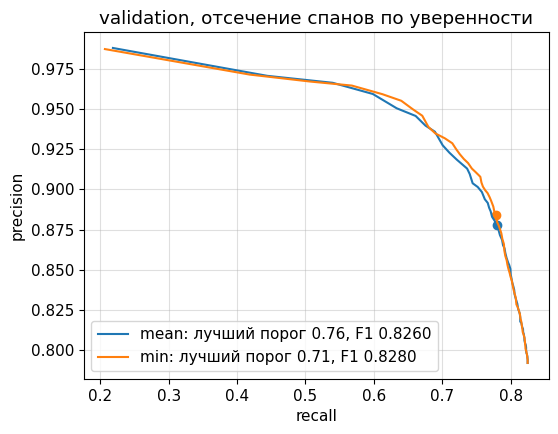 validation, отсечение спанов по уверенности
precision
0.975
0.950
0.925
0.900
0.875
0.850
0.825
0.800
mean: лучший порог 0.76, F1 0.8260
min: лучший порог 0.71, F1 0.8280
0.2 0.3 0.4 0.5 0.6 0.7 0.8
recall